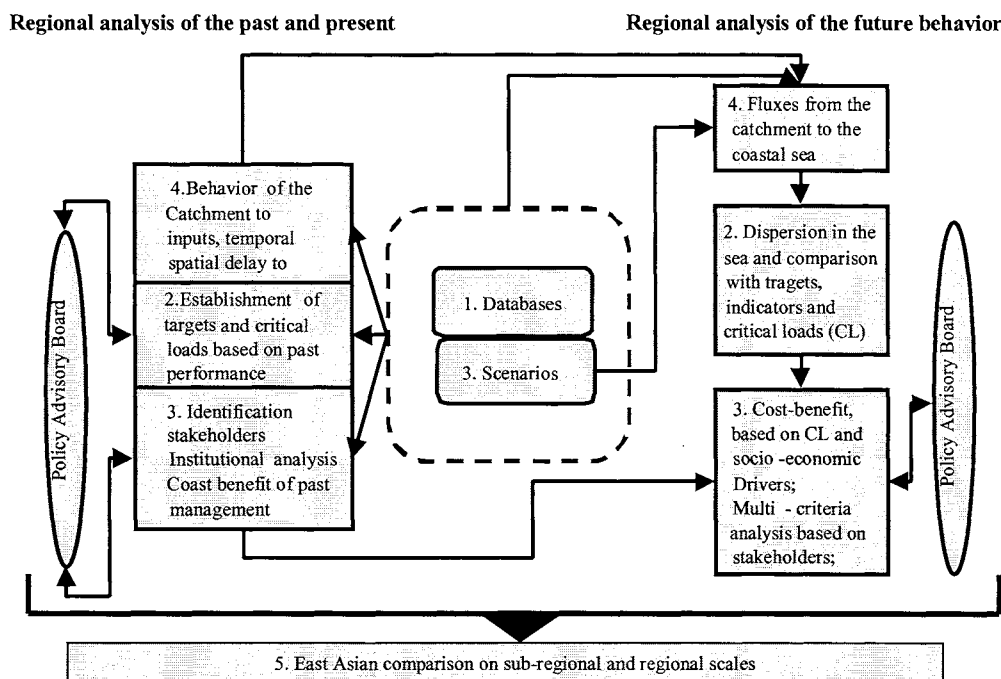 Regional analysis of the past and present
Regional analysis of the future behavior
4. Fluxes from the
catchment to the
coastal sea
4.Behavior of the
Catchment to
inputs, temporal
spatial delay to
2.Establishment of
targets and critical
loads based on past
performance
3. Identification
stakeholders
Institutional analysis
Coast benefit of past
management
Policy Advisory Board
1. Databases
3. Scenarios
2. Dispersion in the
sea and comparison
with tragets,
indicators and
critical loads (CL)
3. Cost-benefit,
based on CL and
socio -economic
Drivers;
Multi - criteria
analysis based on
stakeholders;
Policy Advisory Board
5. East Asian comparison on sub-regional and regional scales